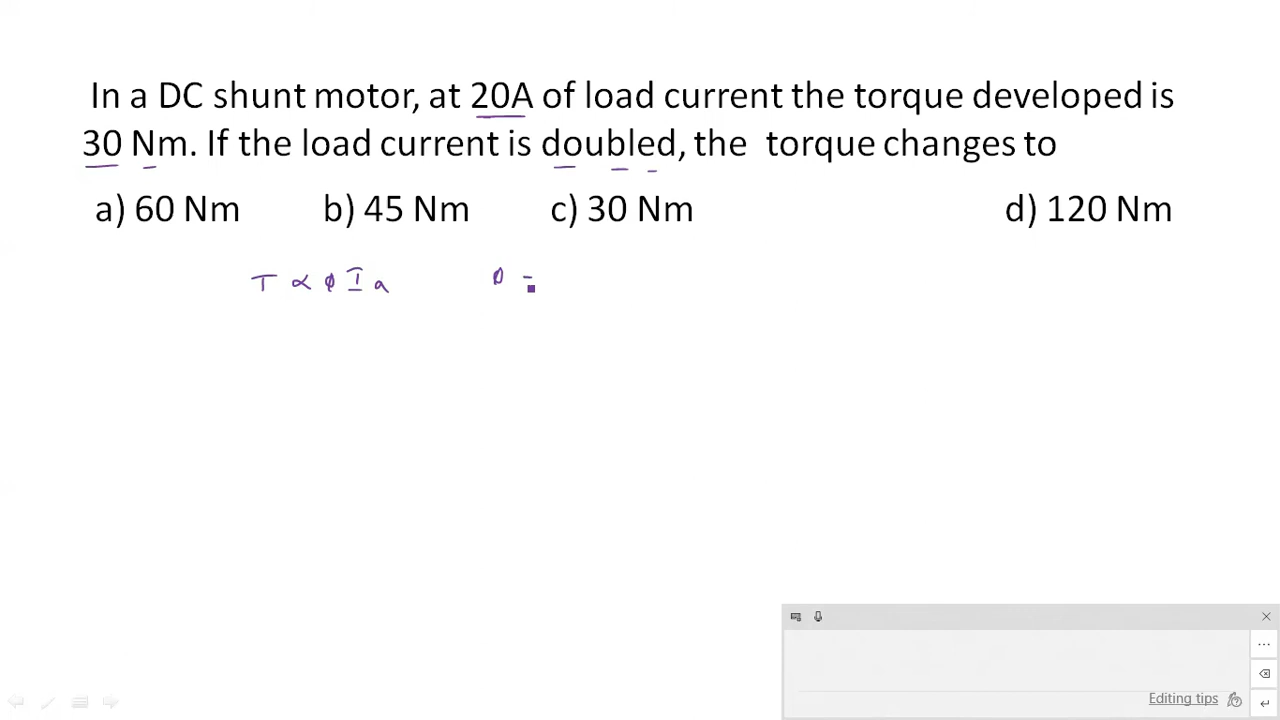 In a DC shunt motor, at 20A of load current the torque developed is
30 Nm. If the load current is doubled, the torque changes to
a) 60 Nm b) 45 Nm c) 30 Nm d) 120 Nm
T ∝ φ I a φ =
Editing tips